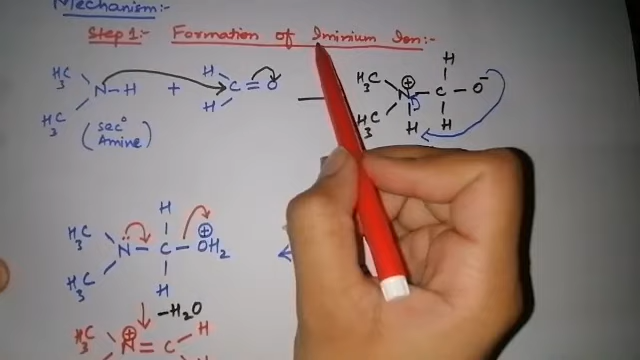 Mechanism:-
Step 1:- Formation of Iminium Ion:-
H
H3C H H3C ⊕
N-H + C=O N-C-O⁻
H3C H H3C H H
(sec° Amine)
H
H3C ⊕
N̈-C-OH2
H3C
H
-H2O
H3C ⊕ H
N=C